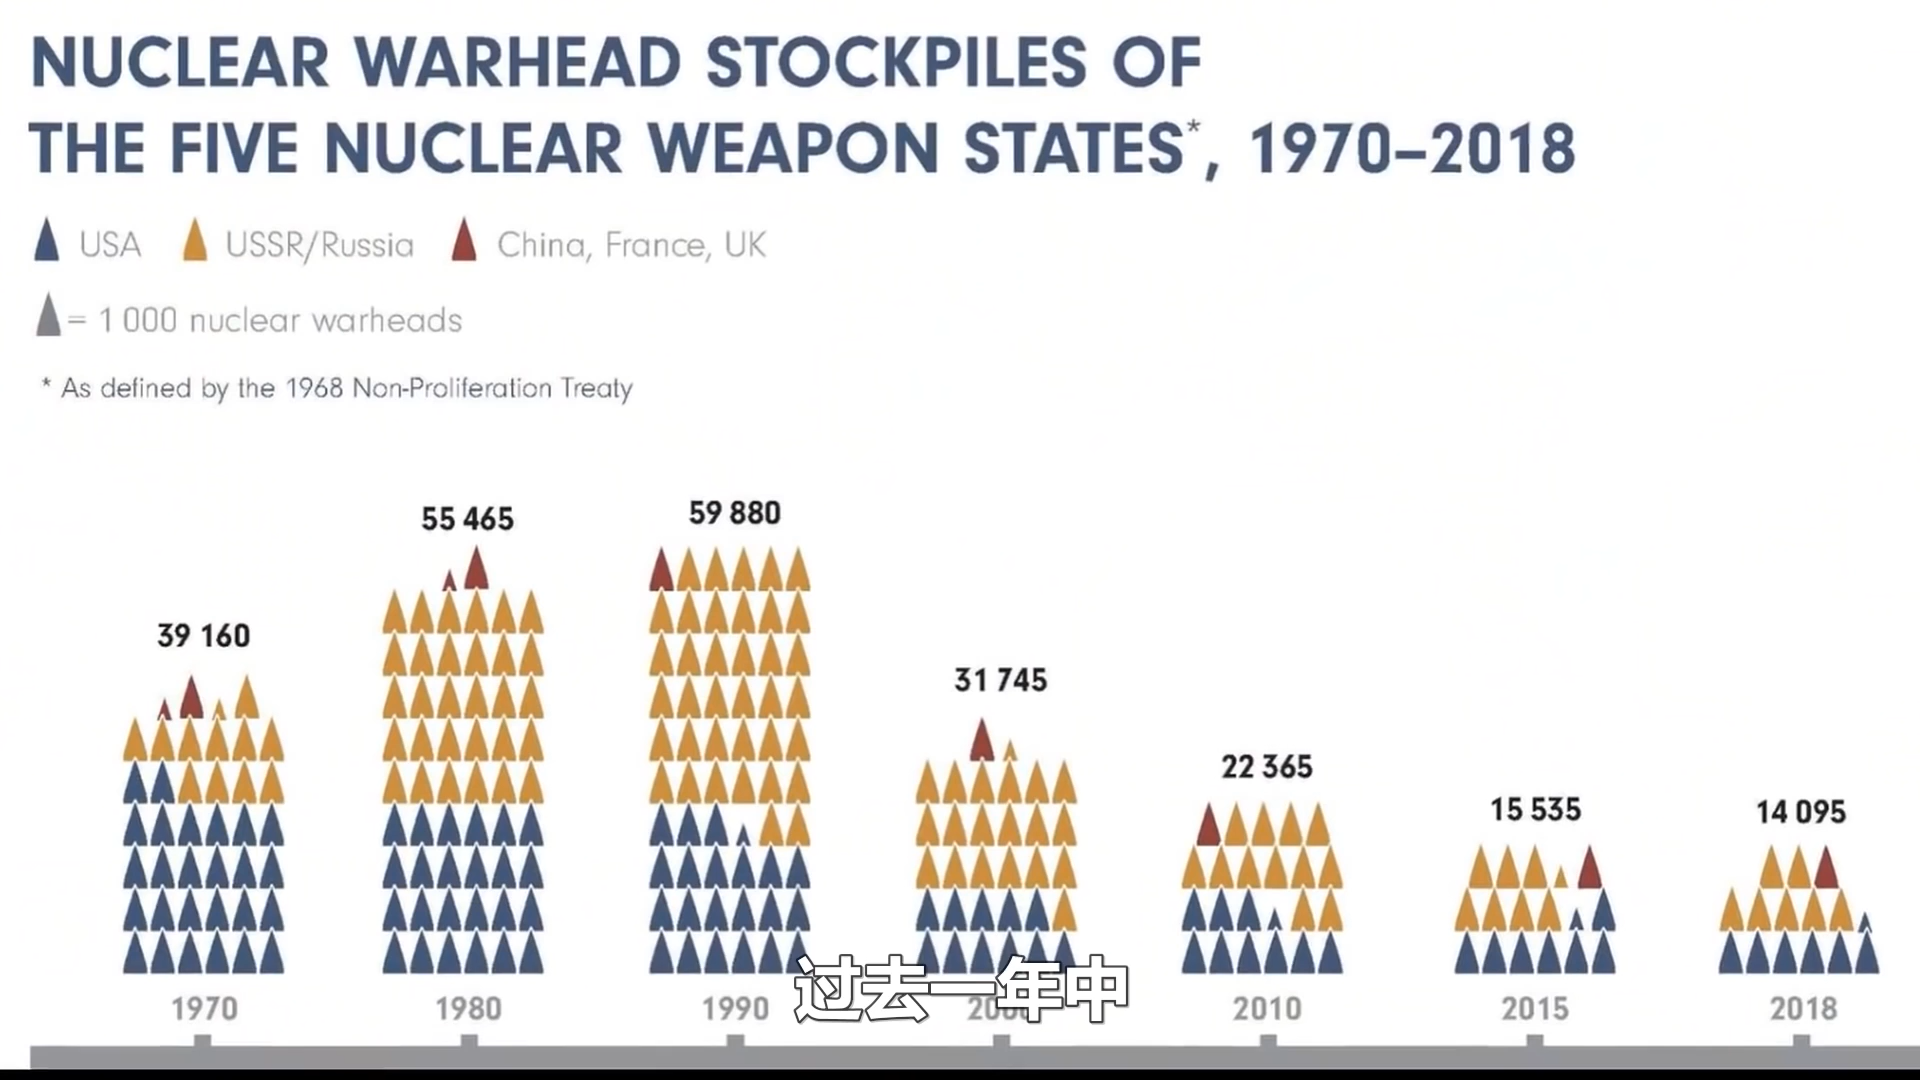 NUCLEAR WARHEAD STOCKPILES OF
THE FIVE NUCLEAR WEAPON STATES*, 1970–2018
USA USSR/Russia China, France, UK
= 1 000 nuclear warheads
* As defined by the 1968 Non-Proliferation Treaty
39 160 55 465 59 880 31 745 22 365 15 535 14 095
过去一年中
1970 1980 1990 2000 2010 2015 2018